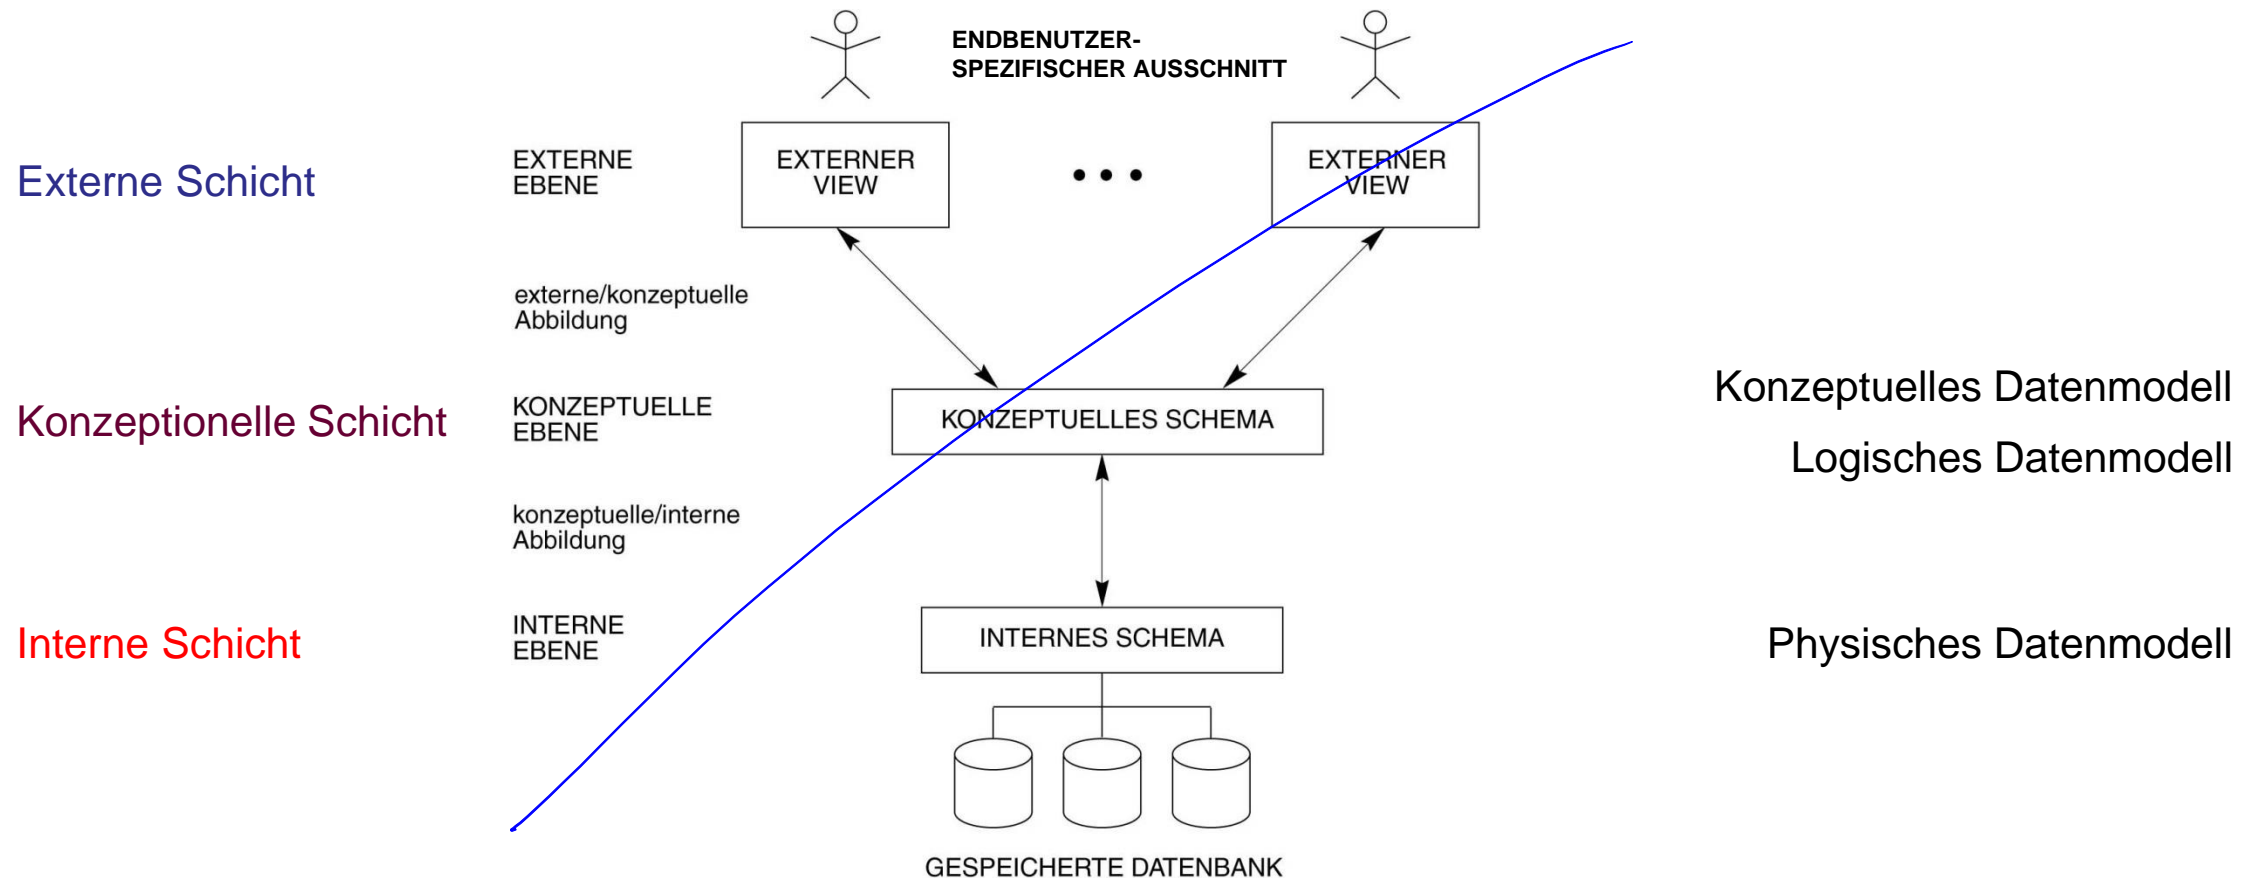 ENDBENUTZER-
SPEZIFISCHER AUSSCHNITT
Externe Schicht
EXTERNE
EBENE
EXTERNER
VIEW
EXTERNER
VIEW
externe/konzeptuelle
Abbildung
Konzeptionelle Schicht
KONZEPTUELLE
EBENE
KONZEPTUELLES SCHEMA
Konzeptuelles Datenmodell
Logisches Datenmodell
konzeptuelle/interne
Abbildung
Interne Schicht
INTERNE
EBENE
INTERNES SCHEMA
Physisches Datenmodell
GESPEICHERTE DATENBANK